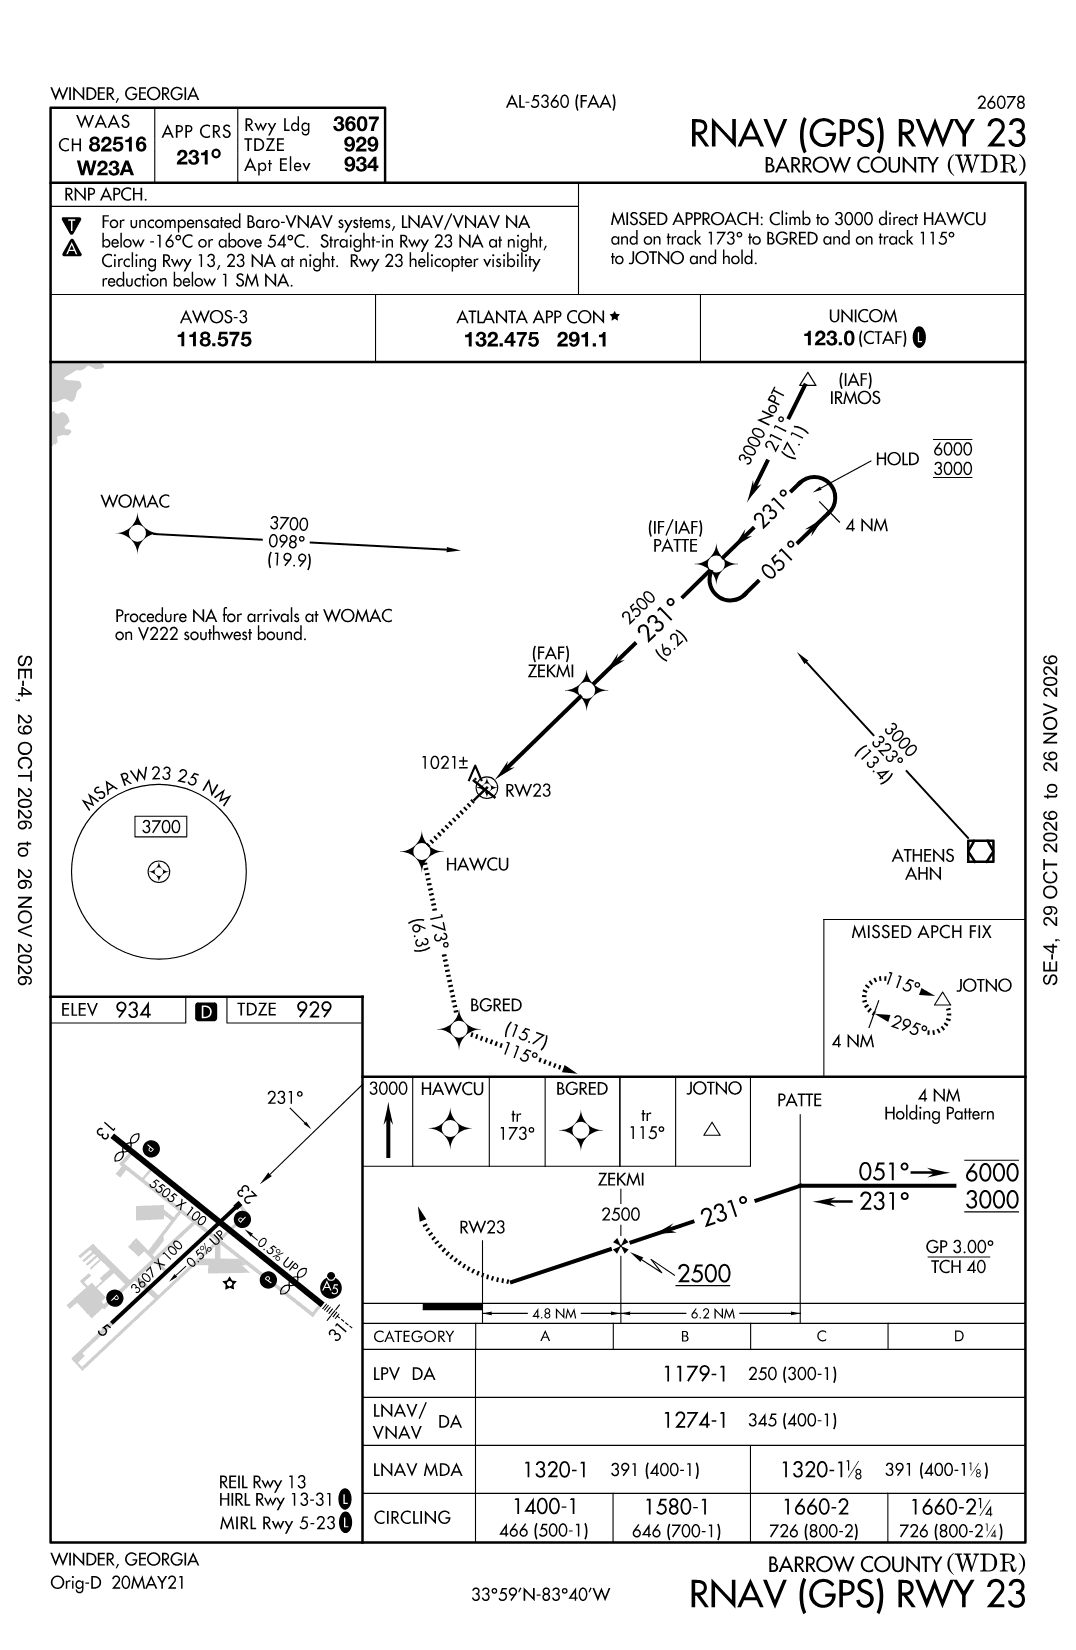 WINDER, GEORGIA
AL-5360 (FAA)
26078
WAAS
CH 82516
W23A
APP CRS
231°
Rwy Ldg 3607
TDZE 929
Apt Elev 934
RNAV (GPS) RWY 23
BARROW COUNTY (WDR)
RNP APCH.
T
A
For uncompensated Baro-VNAV systems, LNAV/VNAV NA
below -16°C or above 54°C. Straight-in Rwy 23 NA at night,
Circling Rwy 13, 23 NA at night. Rwy 23 helicopter visibility
reduction below 1 SM NA.
MISSED APPROACH: Climb to 3000 direct HAWCU
and on track 173° to BGRED and on track 115°
to JOTNO and hold.
AWOS-3
118.575
ATLANTA APP CON ★
132.475 291.1
UNICOM
123.0 (CTAF) L
(IAF)
IRMOS
3000 NoPT
211°
(7.1)
HOLD
6000
3000
4 NM
231°
051°
(IF/IAF)
PATTE
WOMAC
3700
098°
(19.9)
Procedure NA for arrivals at WOMAC
on V222 southwest bound.
2500
231°
(6.2)
(FAF)
ZEKMI
3000
323°
(13.4)
1021±
RW23
MSA RW23 25 NM
3700
HAWCU
ATHENS
AHN
173°
(6.3)
BGRED
(15.7)
115°
MISSED APCH FIX
115°
JOTNO
295°
4 NM
SE-4, 29 OCT 2026 to 26 NOV 2026
SE-4, 29 OCT 2026 to 26 NOV 2026
ELEV 934
D
TDZE 929
231°
13
P
5505 X 100
23
P
0.5% UP
3607 X 100
0.5% UP
P
P
A5
5
31
REIL Rwy 13
HIRL Rwy 13-31 L
MIRL Rwy 5-23 L
3000
HAWCU
tr
173°
BGRED
tr
115°
JOTNO
PATTE
4 NM
Holding Pattern
051°
6000
231°
3000
ZEKMI
2500
231°
RW23
2500
GP 3.00°
TCH 40
4.8 NM
6.2 NM
CATEGORY A B C D
LPV DA 1179-1 250 (300-1)
LNAV/
VNAV DA 1274-1 345 (400-1)
LNAV MDA 1320-1 391 (400-1) 1320-1⅛ 391 (400-1⅛)
CIRCLING
1400-1 1580-1 1660-2 1660-2¼
466 (500-1) 646 (700-1) 726 (800-2) 726 (800-2¼)
WINDER, GEORGIA
Orig-D 20MAY21
33°59'N-83°40'W
BARROW COUNTY (WDR)
RNAV (GPS) RWY 23